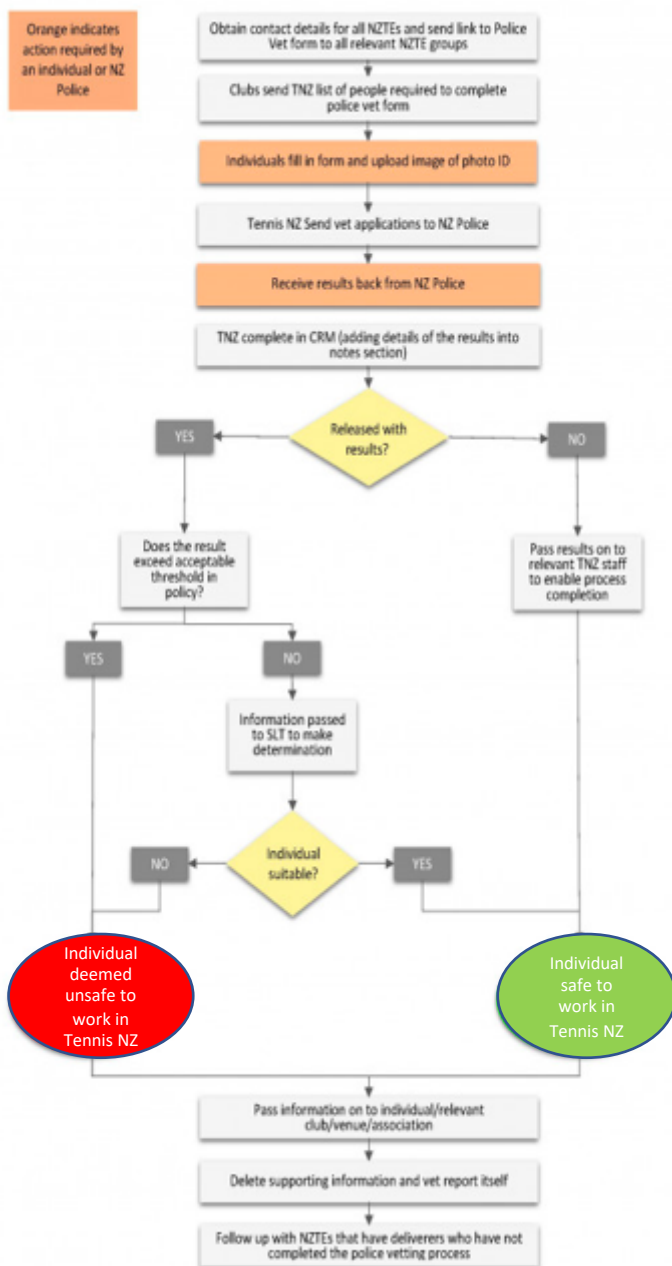 Orange indicates
action required by
an individual or NZ
Police
Obtain contact details for all NZTEs and send link to Police
Vet form to all relevant NZTE groups
Clubs send TNZ list of people required to complete
police vet form
Individuals fill in form and upload image of photo ID
Tennis NZ Send vet applications to NZ Police
Receive results back from NZ Police
TNZ complete in CRM (adding details of the results into
notes section)
Released with
results?
YES
NO
Does the result
exceed acceptable
threshold in
policy?
Pass results on to
relevant TNZ staff
to enable process
completion
YES
NO
Information passed
to SLT to make
determination
Individual
suitable?
NO
YES
Individual
deemed
unsafe to
work in
Tennis NZ
Individual
safe to
work in
Tennis NZ
Pass information on to individual/relevant
club/venue/association
Delete supporting information and vet report itself
Follow up with NZTEs that have deliverers who have not
completed the police vetting process